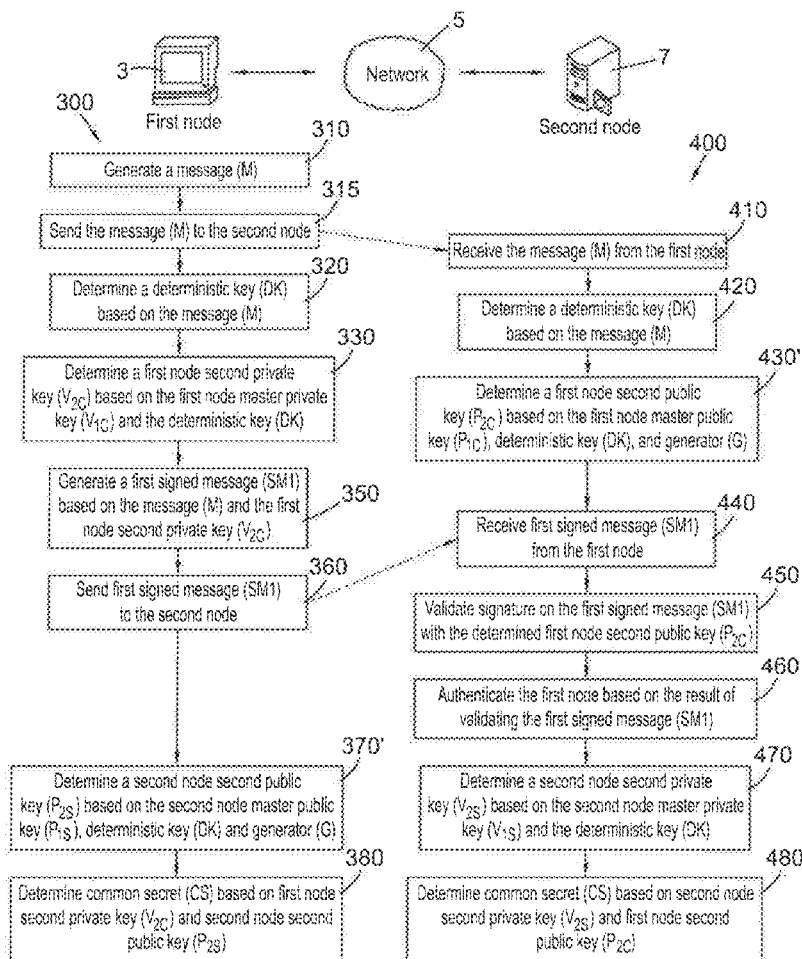 5
3
Network
7
First node
Second node
300
400
310
Generate a message (M)
315
Send the message (M) to the second node
410
Receive the message (M) from the first node
320
Determine a deterministic key (DK)
based on the message (M)
420
Determine a deterministic key (DK)
based on the message (M)
330
Determine a first node second private
key (V2C) based on the first node master private
key (V1C) and the deterministic key (DK)
430'
Determine a first node second public
key (P2C) based on the first node master public
key (P1C), deterministic key (DK), and generator (G)
Generate a first signed message (SM1)
based on the message (M) and the first
node second private key (V2C)
350
440
Receive first signed message (SM1)
from the first node
360
Send first signed message (SM1)
to the second node
450
Validate signature on the first signed message (SM1)
with the determined first node second public key (P2C)
460
Authenticate the first node based on the result of
validating the first signed message (SM1)
370'
Determine a second node second public
key (P2S) based on the second node master public
key (P1S), deterministic key (DK) and generator (G)
470
Determine a second node second private
key (V2S) based on the second node master private
key (V1S) and the deterministic key (DK)
380
Determine common secret (CS) based on first node
second private key (V2C) and second node second
public key (P2S)
480
Determine common secret (CS) based on second node
second private key (V2S) and first node second
public key (P2C)